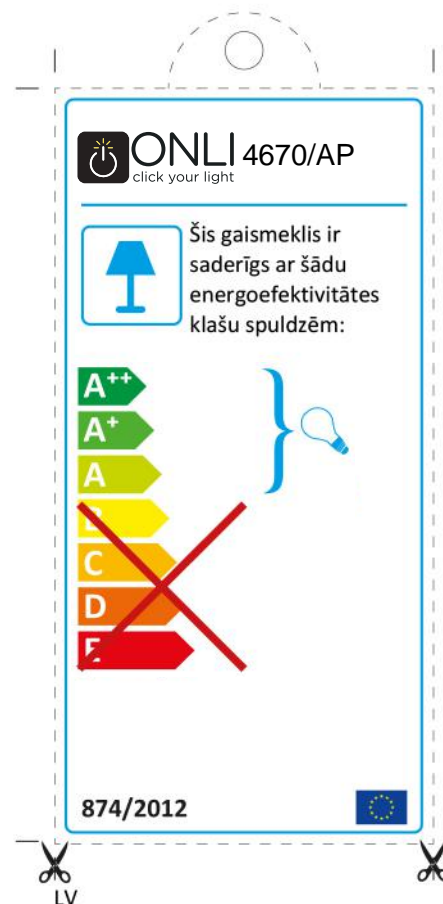 ONLI 4670/AP
click your light
Šis gaismeklis ir
saderīgs ar šādu
energoefektivitātes
klašu spuldzēm:
A++
A+
A
B
C
D
E
874/2012
LV